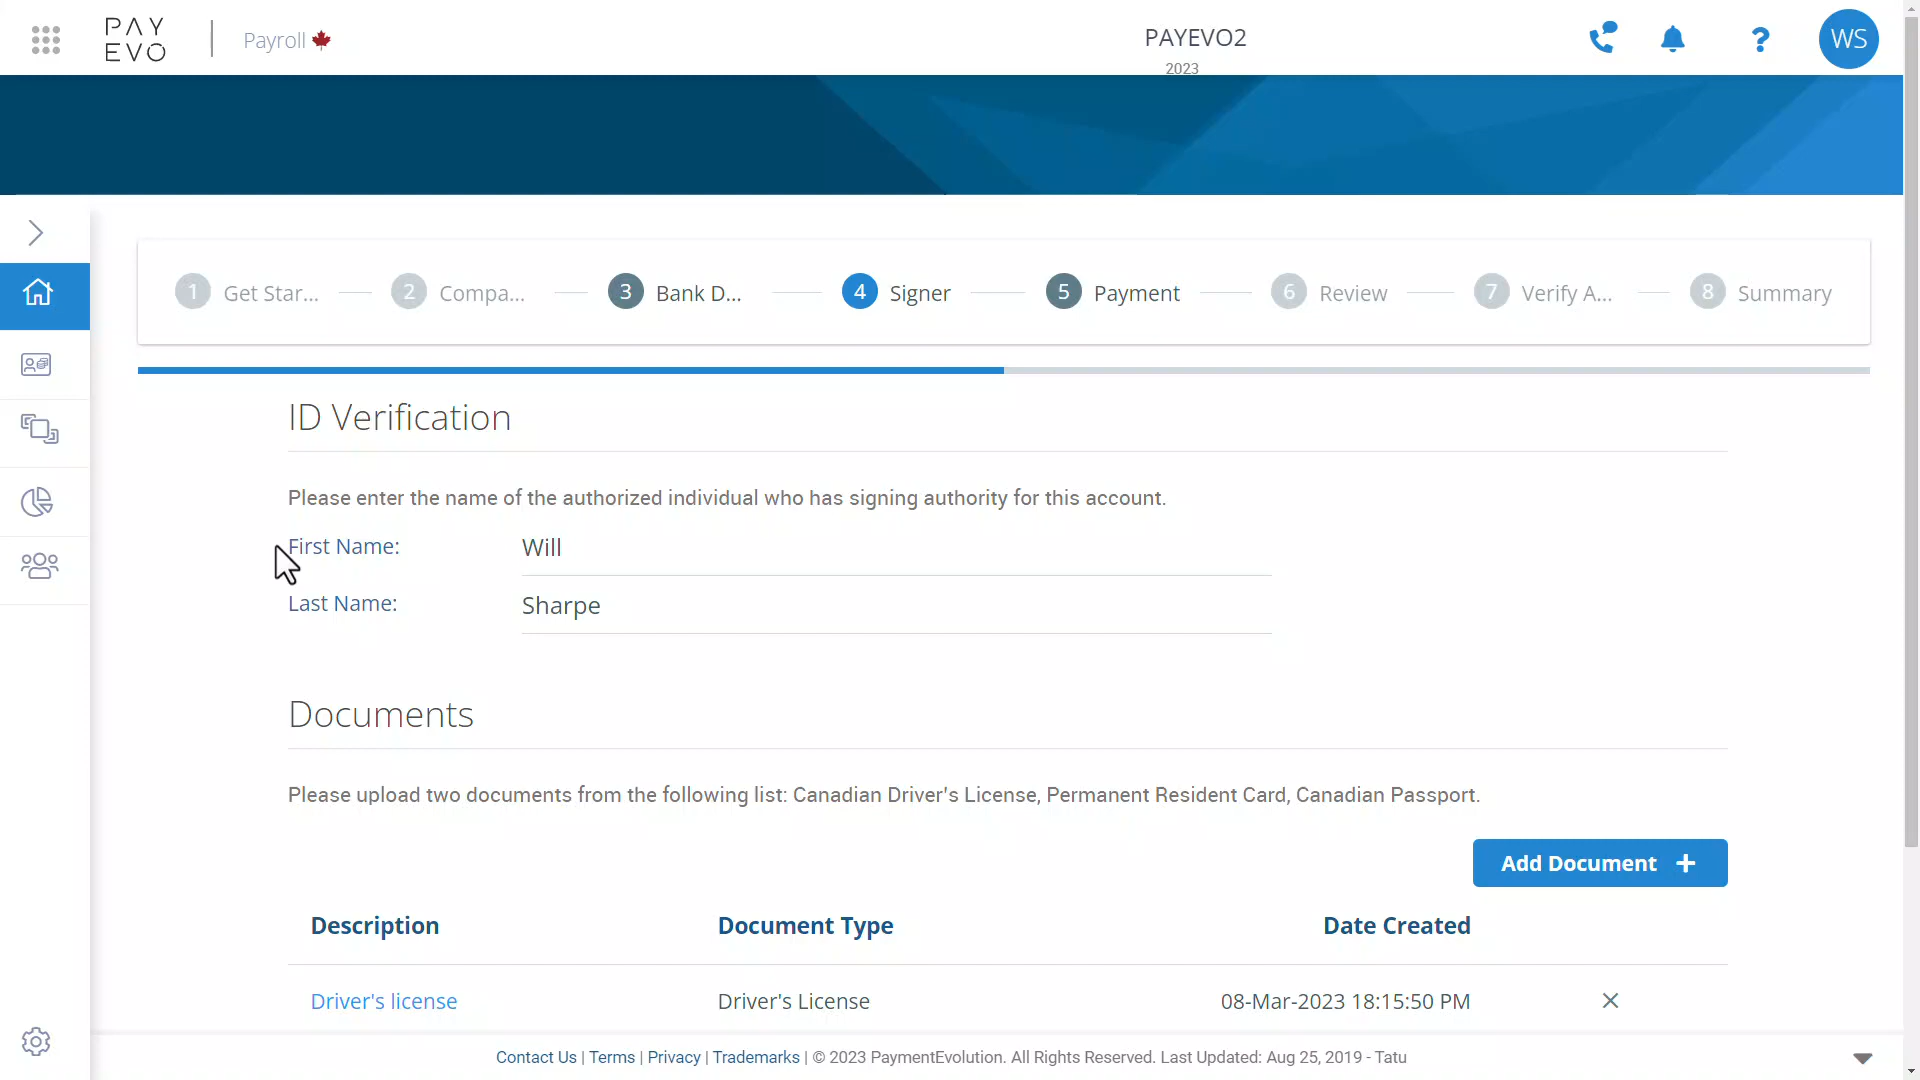 PAY
EVO
Payroll
PAYEVO2
2023
?
WS
1 Get Star...
2 Compa...
3 Bank D...
4 Signer
5 Payment
6 Review
7 Verify A...
8 Summary
ID Verification
Please enter the name of the authorized individual who has signing authority for this account.
First Name: Will
Last Name: Sharpe
Documents
Please upload two documents from the following list: Canadian Driver's License, Permanent Resident Card, Canadian Passport.
Add Document +
Description Document Type Date Created
Driver's license Driver's License 08-Mar-2023 18:15:50 PM
Contact Us | Terms | Privacy | Trademarks | © 2023 PaymentEvolution. All Rights Reserved. Last Updated: Aug 25, 2019 - Tatu